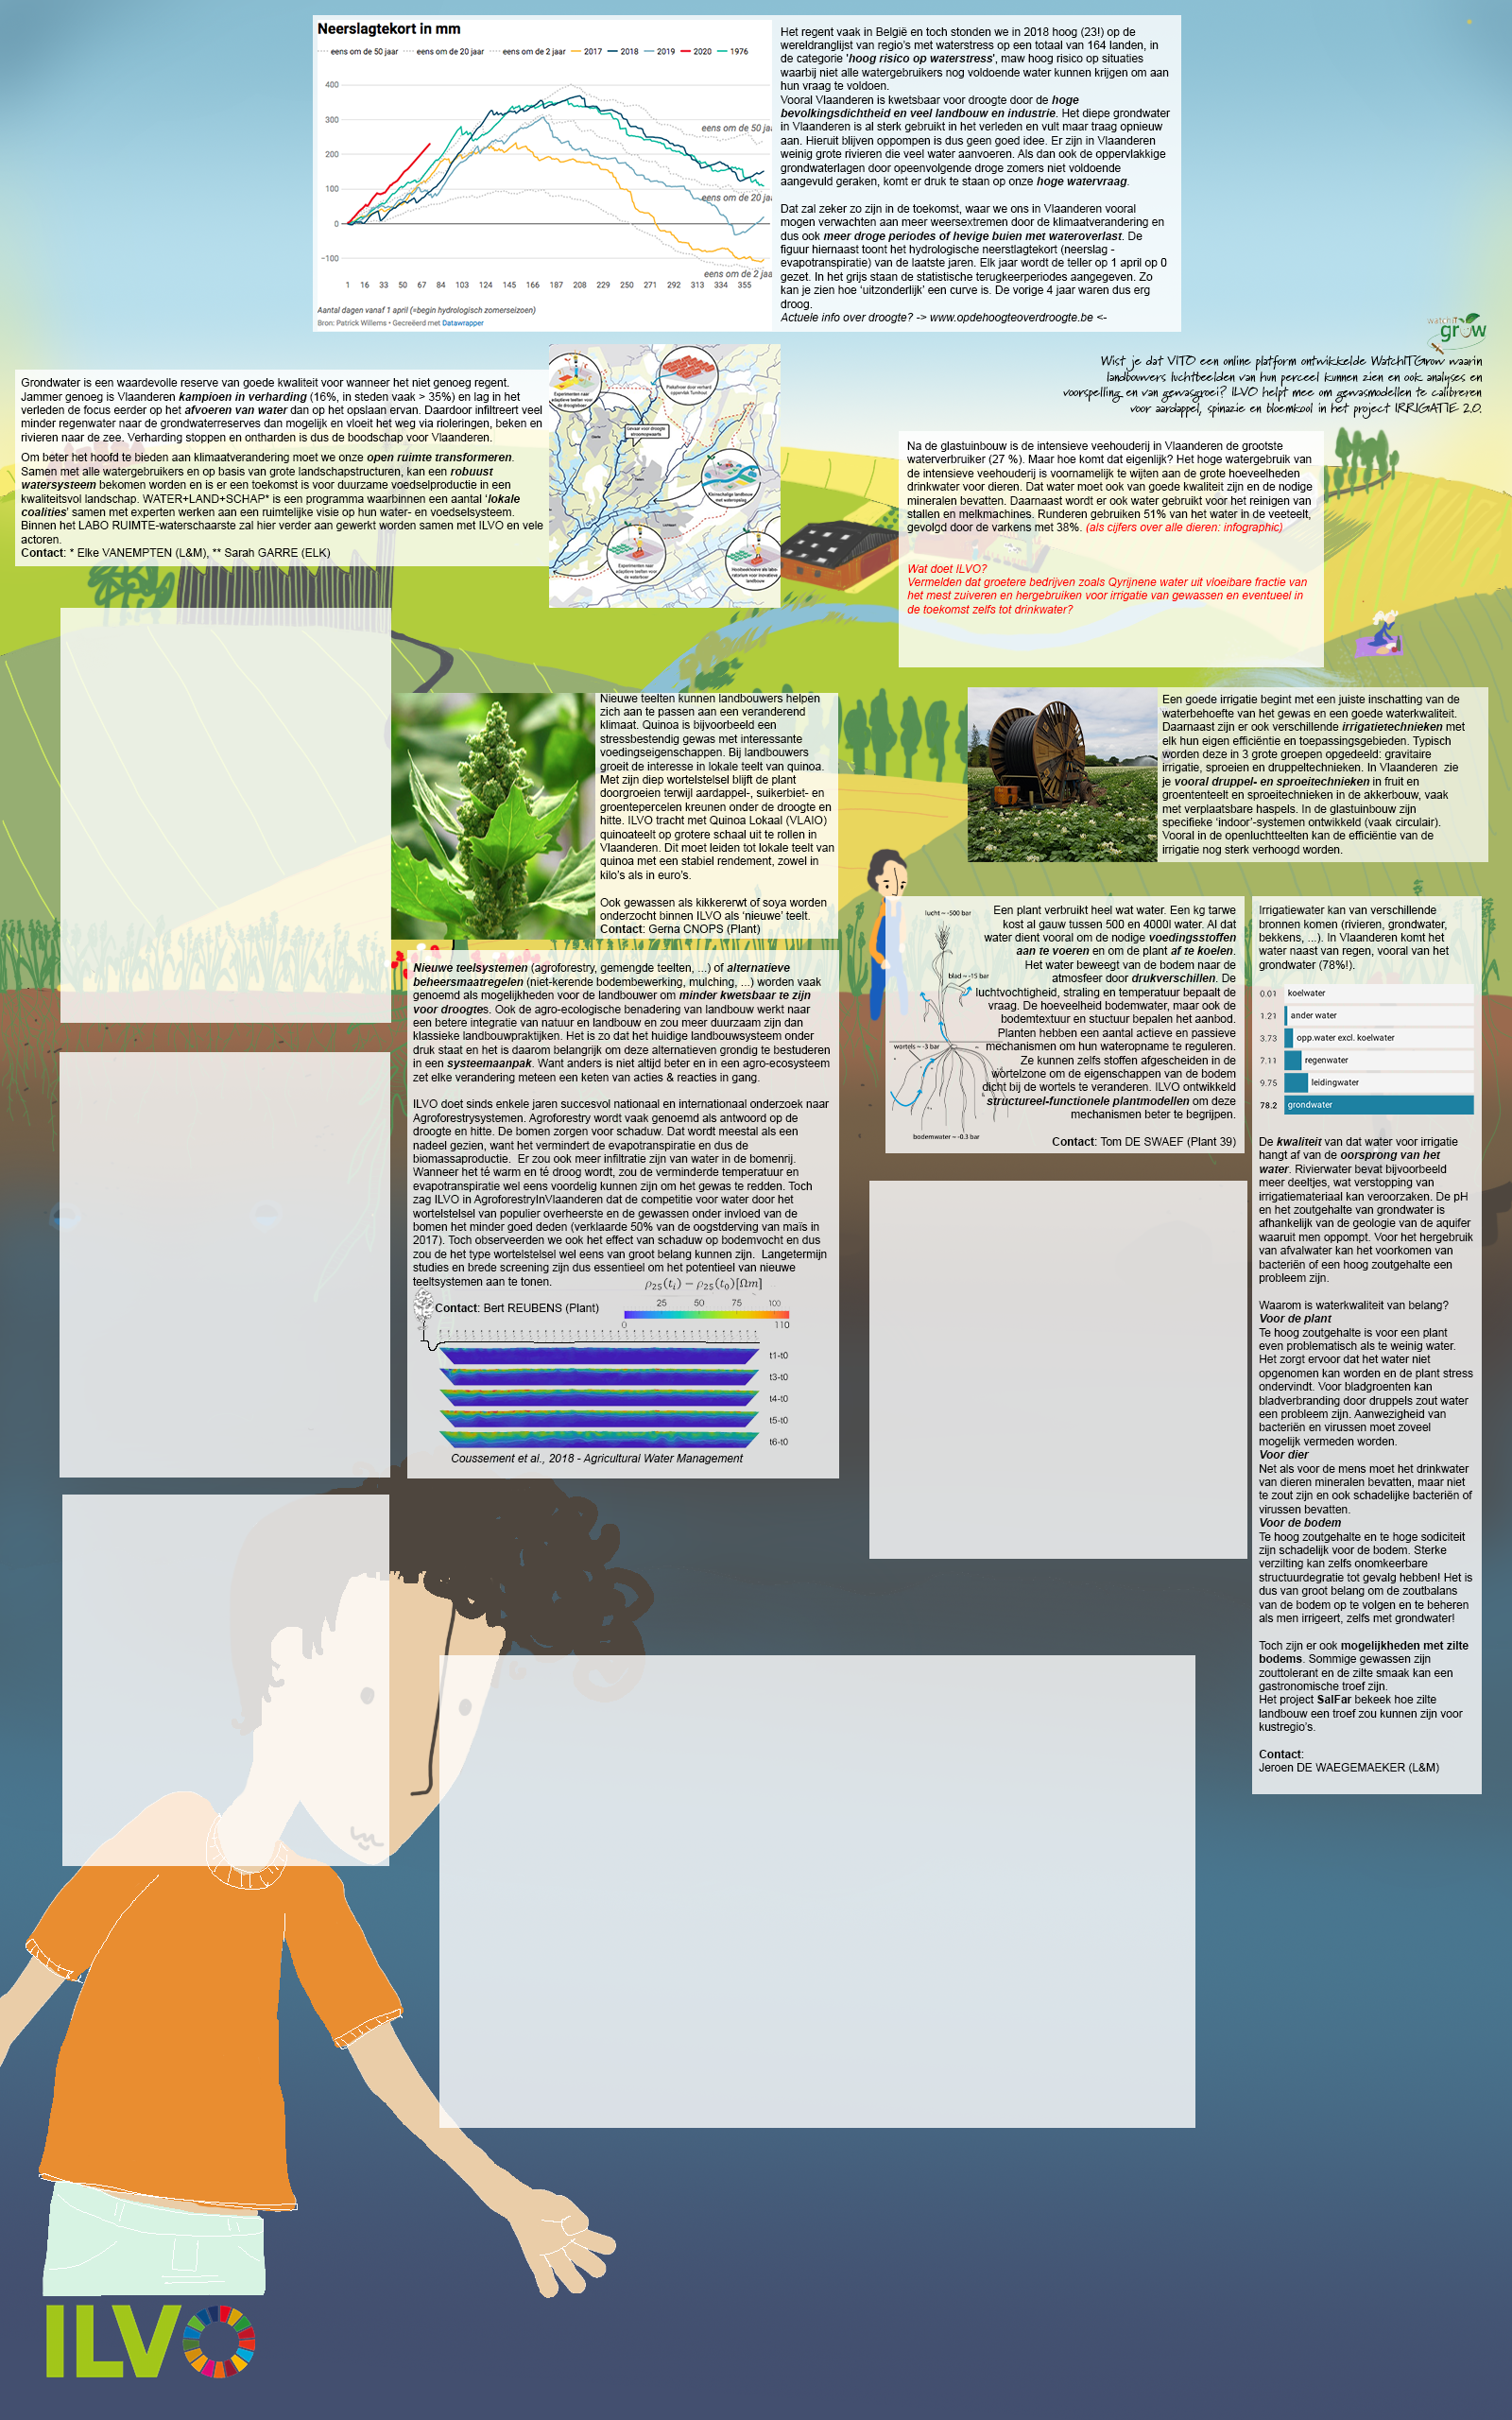 Neerslagtekort in mm
eens om de 50 jaar eens om de 20 jaar eens om de 2 jaar 2017 2018 2019 2020 1976
400
300
200
100
0
-100
eens om de 50 jaa
eens om de 20 jaa
eens om de 2 jaa
1 16 33 50 67 84 103 124 145 166 187 208 229 250 271 292 313 334 355
Aantal dagen vanaf 1 april (=begin hydrologisch zomerseizoen)
Bron: Patrick Willems • Gecreëerd met Datawrapper
Het regent vaak in België en toch stonden we in 2018 hoog (23!) op de
wereldranglijst van regio's met waterstress op een totaal van 164 landen, in
de categorie 'hoog risico op waterstress', maw hoog risico op situaties
waarbij niet alle watergebruikers nog voldoende water kunnen krijgen om aan
hun vraag te voldoen.
Vooral Vlaanderen is kwetsbaar voor droogte door de hoge
bevolkingsdichtheid en veel landbouw en industrie. Het diepe grondwater
in Vlaanderen is al sterk gebruikt in het verleden en vult maar traag opnieuw
aan. Hieruit blijven oppompen is dus geen goed idee. Er zijn in Vlaanderen
weinig grote rivieren die veel water aanvoeren. Als dan ook de oppervlakkige
grondwaterlagen door opeenvolgende droge zomers niet voldoende
aangevuld geraken, komt er druk te staan op onze hoge watervraag.
Dat zal zeker zo zijn in de toekomst, waar we ons in Vlaanderen vooral
mogen verwachten aan meer weersextremen door de klimaatverandering en
dus ook meer droge periodes of hevige buien met wateroverlast. De
figuur hiernaast toont het hydrologische neerstlagtekort (neerslag -
evapotranspiratie) van de laatste jaren. Elk jaar wordt de teller op 1 april op 0
gezet. In het grijs staan de statistische terugkeerperiodes aangegeven. Zo
kan je zien hoe 'uitzonderlijk' een curve is. De vorige 4 jaar waren dus erg
droog.
Actuele info over droogte? -> www.opdehoogteoverdroogte.be <-
watchIT
grow
Wist je dat VITO een online platform ontwikkelde WatchITGrow waarin
landbouwers luchtbeelden van hun perceel kunnen zien en ook analyses en
voorspelling en van gewasgroei? ILVO helpt mee om gewasmodellen te calibreren
voor aardappel, spinazie en bloemkool in het project IRRIGATIE 2.0.
Grondwater is een waardevolle reserve van goede kwaliteit voor wanneer het niet genoeg regent.
Jammer genoeg is Vlaanderen kampioen in verharding (16%, in steden vaak > 35%) en lag in het
verleden de focus eerder op het afvoeren van water dan op het opslaan ervan. Daardoor infiltreert veel
minder regenwater naar de grondwaterreserves dan mogelijk en vloeit het weg via rioleringen, beken en
rivieren naar de zee. Verharding stoppen en ontharden is dus de boodschap voor Vlaanderen.
Om beter het hoofd te bieden aan klimaatverandering moet we onze open ruimte transformeren.
Samen met alle watergebruikers en op basis van grote landschapstructuren, kan een robuust
watersysteem bekomen worden en is er een toekomst is voor duurzame voedselproductie in een
kwaliteitsvol landschap. WATER+LAND+SCHAP* is een programma waarbinnen een aantal 'lokale
coalities' samen met experten werken aan een ruimtelijke visie op hun water- en voedselsysteem.
Binnen het LABO RUIMTE-waterschaarste zal hier verder aan gewerkt worden samen met ILVO en vele
actoren.
Contact: * Elke VANEMPTEN (L&M), ** Sarah GARRE (ELK)
Na de glastuinbouw is de intensieve veehouderij in Vlaanderen de grootste
waterverbruiker (27 %). Maar hoe komt dat eigenlijk? Het hoge watergebruik van
de intensieve veehouderij is voornamelijk te wijten aan de grote hoeveelheden
drinkwater voor dieren. Dat water moet ook van goede kwaliteit zijn en de nodige
mineralen bevatten. Daarnaast wordt er ook water gebruikt voor het reinigen van
stallen en melkmachines. Runderen gebruiken 51% van het water in de veeteelt,
gevolgd door de varkens met 38%. (als cijfers over alle dieren: infographic)
Wat doet ILVO?
Vermelden dat groetere bedrijven zoals Qyrijnene water uit vloeibare fractie van
het mest zuiveren en hergebruiken voor irrigatie van gewassen en eventueel in
de toekomst zelfs tot drinkwater?
Nieuwe teelten kunnen landbouwers helpen
zich aan te passen aan een veranderend
klimaat. Quinoa is bijvoorbeeld een
stressbestendig gewas met interessante
voedingseigenschappen. Bij landbouwers
groeit de interesse in lokale teelt van quinoa.
Met zijn diep wortelstelsel blijft de plant
doorgroeien terwijl aardappel-, suikerbiet- en
groentepercelen kreunen onder de droogte en
hitte. ILVO tracht met Quinoa Lokaal (VLAIO)
quinoateelt op grotere schaal uit te rollen in
Vlaanderen. Dit moet leiden tot lokale teelt van
quinoa met een stabiel rendement, zowel in
kilo's als in euro's.
Ook gewassen als kikkererwt of soya worden
onderzocht binnen ILVO als 'nieuwe' teelt.
Contact: Gerna CNOPS (Plant)
Een goede irrigatie begint met een juiste inschatting van de
waterbehoefte van het gewas en een goede waterkwaliteit.
Daarnaast zijn er ook verschillende irrigatietechnieken met
elk hun eigen efficiëntie en toepassingsgebieden. Typisch
worden deze in 3 grote groepen opgedeeld: gravitaire
irrigatie, sproeien en druppeltechnieken. In Vlaanderen zie
je vooral druppel- en sproeitechnieken in fruit en
groententeelt en sproeitechnieken in de akkerbouw, vaak
met verplaatsbare haspels. In de glastuinbouw zijn
specifieke 'indoor'-systemen ontwikkeld (vaak circulair).
Vooral in de openluchtteelten kan de efficiëntie van de
irrigatie nog sterk verhoogd worden.
Nieuwe teelsystemen (agroforestry, gemengde teelten, ...) of alternatieve
beheersmaatregelen (niet-kerende bodembewerking, mulching, ...) worden vaak
genoemd als mogelijkheden voor de landbouwer om minder kwetsbaar te zijn
voor droogtes. Ook de agro-ecologische benadering van landbouw werkt naar
een betere integratie van natuur en landbouw en zou meer duurzaam zijn dan
klassieke landbouwpraktijken. Het is zo dat het huidige landbouwsysteem onder
druk staat en het is daarom belangrijk om deze alternatieven grondig te bestuderen
in een systeemaanpak. Want anders is niet altijd beter en in een agro-ecosysteem
zet elke verandering meteen een keten van acties & reacties in gang.
ILVO doet sinds enkele jaren succesvol nationaal en internationaal onderzoek naar
Agroforestrysystemen. Agroforestry wordt vaak genoemd als antwoord op de
droogte en hitte. De bomen zorgen voor schaduw. Dat wordt meestal als een
nadeel gezien, want het vermindert de evapotranspiratie en dus de
biomassaproductie. Er zou ook meer infiltratie zijn van water in de bomenrij.
Wanneer het té warm en té droog wordt, zou de verminderde temperatuur en
evapotranspiratie wel eens voordelig kunnen zijn om het gewas te redden. Toch
zag ILVO in AgroforestryInVlaanderen dat de competitie voor water door het
wortelstelsel van populier overheerste en de gewassen onder invloed van de
bomen het minder goed deden (verklaarde 50% van de oogstderving van maïs in
2017). Toch observeerden we ook het effect van schaduw op bodemvocht en dus
zou de het type wortelstelsel wel eens van groot belang kunnen zijn. Langetermijn
studies en brede screening zijn dus essentieel om het potentieel van nieuwe
teeltsystemen aan te tonen.
ρ25(ti) − ρ25(t0)[Ωm]
Contact: Bert REUBENS (Plant)
25 50 75 100
0 110
t1-t0
t3-t0
t4-t0
t5-t0
t6-t0
Coussement et al., 2018 - Agricultural Water Management
lucht ~ -500 bar
blad ~ -15 bar
wortels ~ -3 bar
bodemwater ~ -0.3 bar
Een plant verbruikt heel wat water. Een kg tarwe
kost al gauw tussen 500 en 4000l water. Al dat
water dient vooral om de nodige voedingsstoffen
aan te voeren en om de plant af te koelen.
Het water beweegt van de bodem naar de
atmosfeer door drukverschillen. De
luchtvochtigheid, straling en temperatuur bepaalt de
vraag. De hoeveelheid bodemwater, maar ook de
bodemtextuur en stuctuur bepalen het aanbod.
Planten hebben een aantal actieve en passieve
mechanismen om hun wateropname te reguleren.
Ze kunnen zelfs stoffen afgescheiden in de
wortelzone om de eigenschappen van de bodem
dicht bij de wortels te veranderen. ILVO ontwikkeld
structureel-functionele plantmodellen om deze
mechanismen beter te begrijpen.
Contact: Tom DE SWAEF (Plant 39)
Irrigatiewater kan van verschillende
bronnen komen (rivieren, grondwater,
bekkens, ...). In Vlaanderen komt het
water naast van regen, vooral van het
grondwater (78%!).
0.01 koelwater
1.21 ander water
3.73 opp.water excl. koelwater
7.11 regenwater
9.75 leidingwater
78.2 grondwater
De kwaliteit van dat water voor irrigatie
hangt af van de oorsprong van het
water. Rivierwater bevat bijvoorbeeld
meer deeltjes, wat verstopping van
irrigatiemateriaal kan veroorzaken. De pH
en het zoutgehalte van grondwater is
afhankelijk van de geologie van de aquifer
waaruit men oppompt. Voor het hergebruik
van afvalwater kan het voorkomen van
bacteriën of een hoog zoutgehalte een
probleem zijn.
Waarom is waterkwaliteit van belang?
Voor de plant
Te hoog zoutgehalte is voor een plant
even problematisch als te weinig water.
Het zorgt ervoor dat het water niet
opgenomen kan worden en de plant stress
ondervindt. Voor bladgroenten kan
bladverbranding door druppels zout water
een probleem zijn. Aanwezigheid van
bacteriën en virussen moet zoveel
mogelijk vermeden worden.
Voor dier
Net als voor de mens moet het drinkwater
van dieren mineralen bevatten, maar niet
te zout zijn en ook schadelijke bacteriën of
virussen bevatten.
Voor de bodem
Te hoog zoutgehalte en te hoge sodiciteit
zijn schadelijk voor de bodem. Sterke
verzilting kan zelfs onomkeerbare
structuurdegratie tot gevalg hebben! Het is
dus van groot belang om de zoutbalans
van de bodem op te volgen en te beheren
als men irrigeert, zelfs met grondwater!
Toch zijn er ook mogelijkheden met zilte
bodems. Sommige gewassen zijn
zouttolerant en de zilte smaak kan een
gastronomische troef zijn.
Het project SalFar bekeek hoe zilte
landbouw een troef zou kunnen zijn voor
kustregio's.
Contact:
Jeroen DE WAEGEMAEKER (L&M)
ILVO